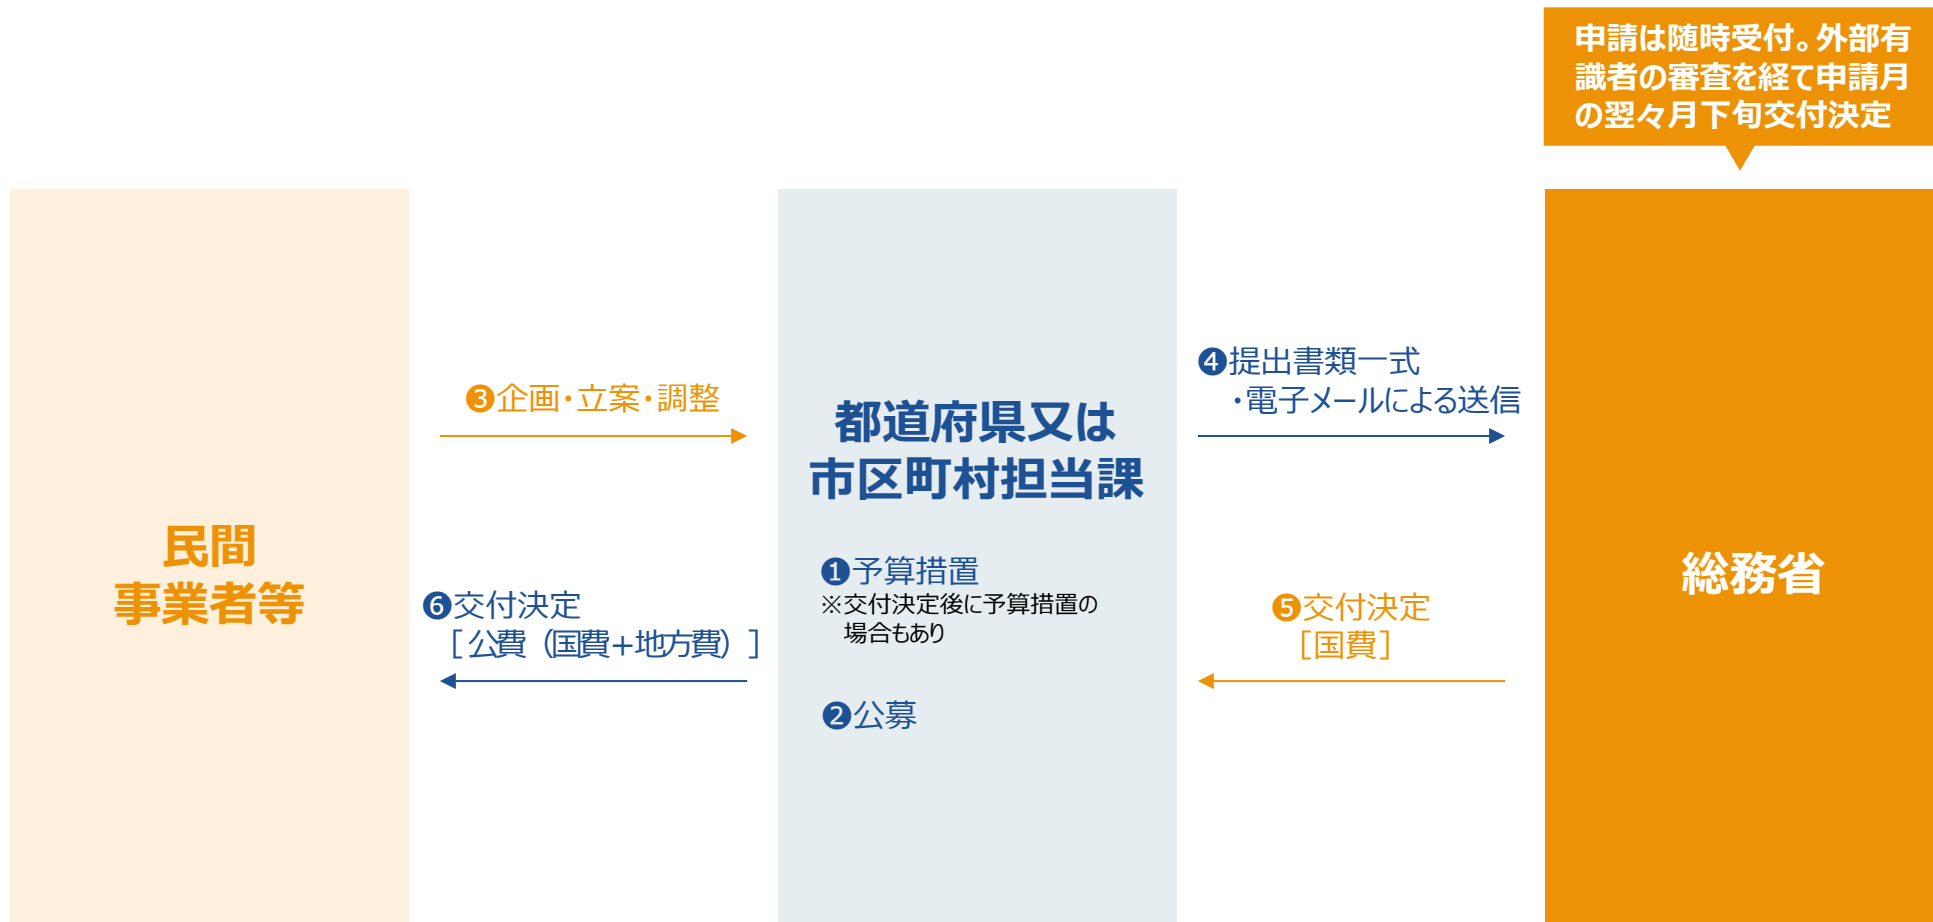 申請は随時受付。外部有
識者の審査を経て申請月
の翌々月下旬交付決定
民間
事業者等
❸企画・立案・調整
❻交付決定
［公費（国費+地方費）］
都道府県又は
市区町村担当課
❶予算措置
※交付決定後に予算措置の
場合もあり
❷公募
❹提出書類一式
・電子メールによる送信
❺交付決定
［国費］
総務省